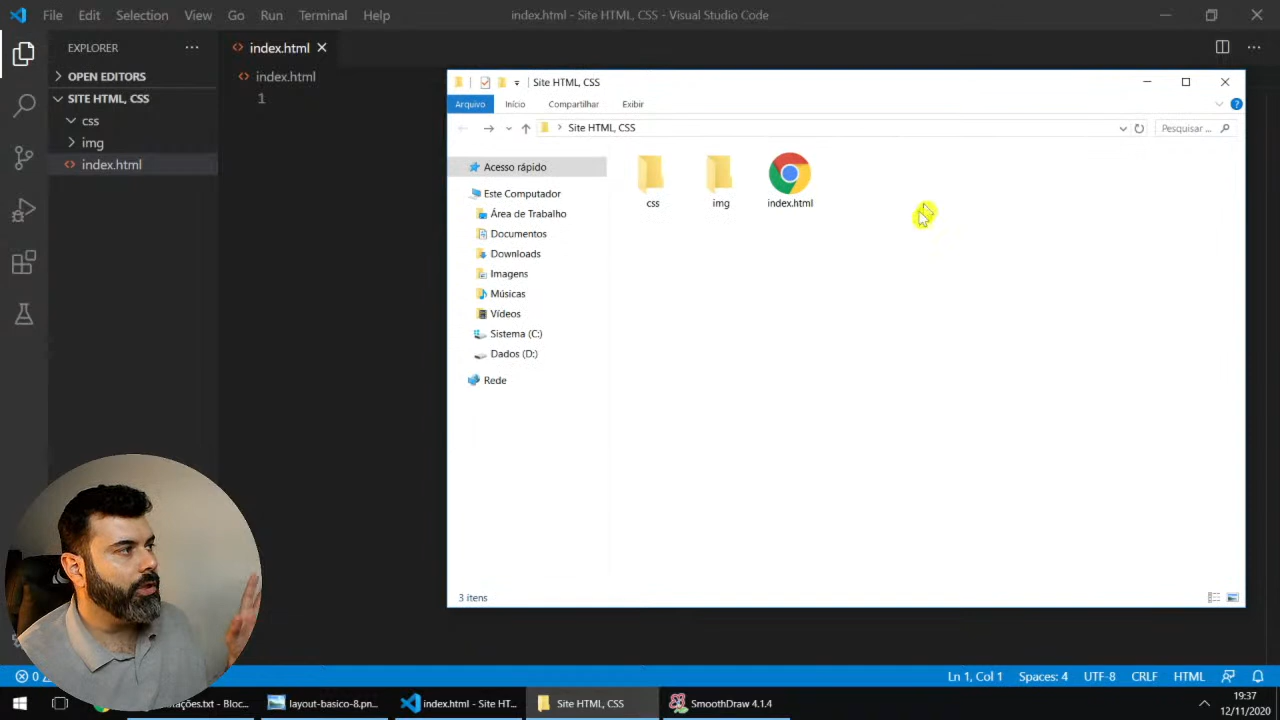 File Edit Selection View Go Run Terminal Help
index.html - Site HTML, CSS - Visual Studio Code
EXPLORER
OPEN EDITORS
SITE HTML, CSS
css
img
index.html
index.html
index.html
1
Site HTML, CSS
Arquivo Início Compartilhar Exibir
Site HTML, CSS
Pesquisar ...
Acesso rápido
Este Computador
Área de Trabalho
Documentos
Downloads
Imagens
Músicas
Vídeos
Sistema (C:)
Dados (D:)
Rede
css img index.html
3 itens
0
Ln 1, Col 1 Spaces: 4 UTF-8 CRLF HTML
tações.txt - Bloc...
layout-basico-8.pn...
index.html - Site HT...
Site HTML, CSS
SmoothDraw 4.1.4
19:37
12/11/2020